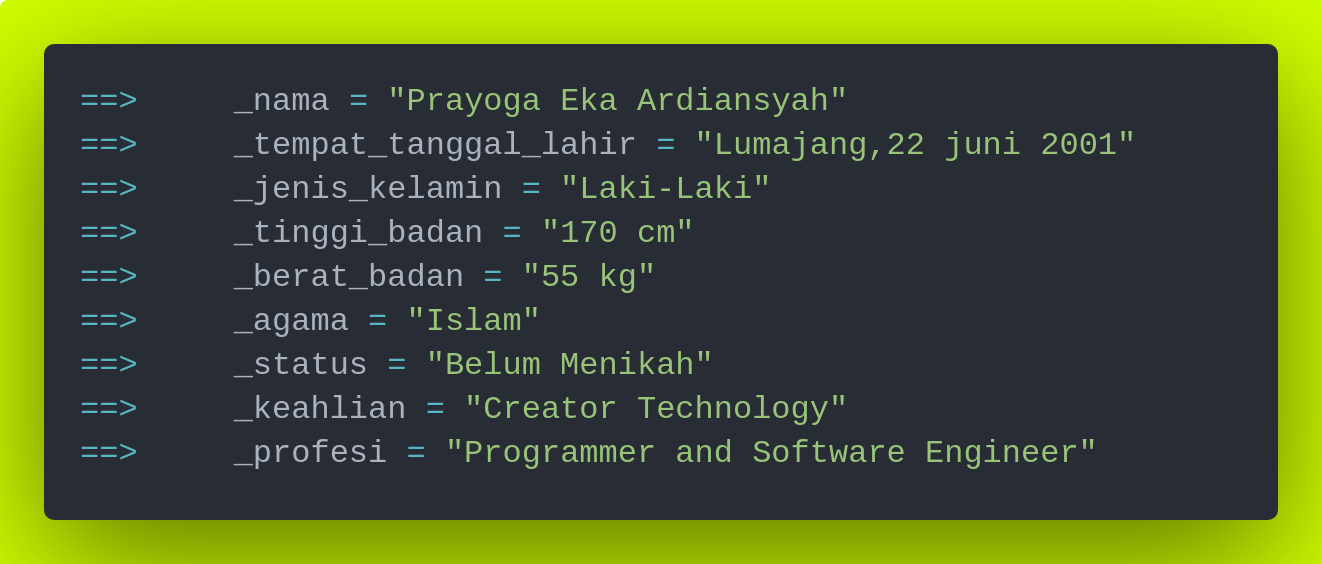 ==> _nama = "Prayoga Eka Ardiansyah"
==> _tempat_tanggal_lahir = "Lumajang,22 juni 2001"
==> _jenis_kelamin = "Laki-Laki"
==> _tinggi_badan = "170 cm"
==> _berat_badan = "55 kg"
==> _agama = "Islam"
==> _status = "Belum Menikah"
==> _keahlian = "Creator Technology"
==> _profesi = "Programmer and Software Engineer"